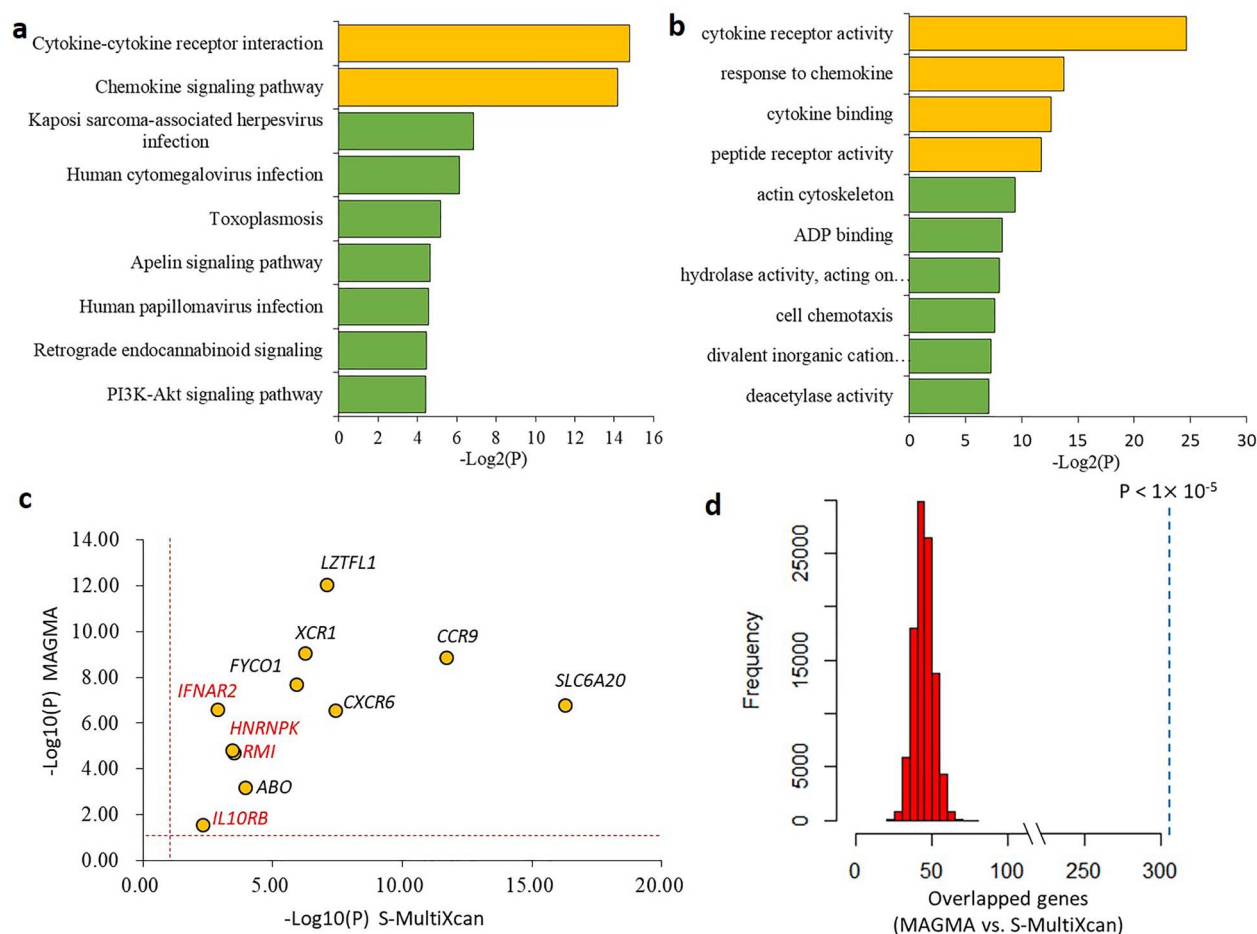 a
Cytokine-cytokine receptor interaction
Chemokine signaling pathway
Kaposi sarcoma-associated herpesvirus
infection
Human cytomegalovirus infection
Toxoplasmosis
Apelin signaling pathway
Human papillomavirus infection
Retrograde endocannabinoid signaling
PI3K-Akt signaling pathway
0 2 4 6 8 10 12 14 16
-Log2(P)
b
cytokine receptor activity
response to chemokine
cytokine binding
peptide receptor activity
actin cytoskeleton
ADP binding
hydrolase activity, acting on…
cell chemotaxis
divalent inorganic cation…
deacetylase activity
0 5 10 15 20 25 30
-Log2(P)
c
-Log10(P) MAGMA
14.00
12.00
10.00
8.00
6.00
4.00
2.00
0.00
LZTFL1
XCR1
CCR9
FYCO1
SLC6A20
IFNAR2
CXCR6
HNRNPK
RMI
ABO
IL10RB
0.00 5.00 10.00 15.00 20.00
-Log10(P) S-MultiXcan
d
P < 1× 10⁻⁵
Frequency
25000
15000
5000
0
0 50 100 250 300
Overlapped genes
(MAGMA vs. S-MultiXcan)